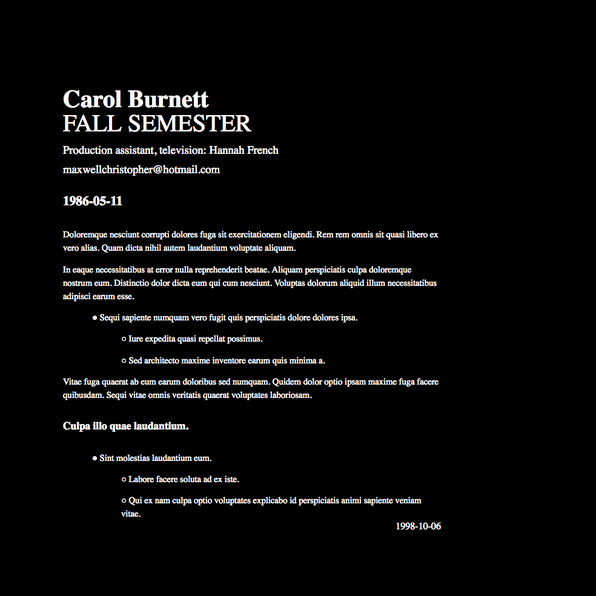 Carol Burnett
FALL SEMESTER
Production assistant, television: Hannah French
maxwellchristopher@hotmail.com
1986-05-11
Doloremque nesciunt corrupti dolores fuga sit exercitationem eligendi. Rem rem omnis sit quasi libero ex
vero alias. Quam dicta nihil autem laudantium voluptate aliquam.
In eaque necessitatibus at error nulla reprehenderit beatae. Aliquam perspiciatis culpa doloremque
nostrum eum. Distinctio dolor dicta eum qui cum nesciunt. Voluptas dolorum aliquid illum necessitatibus
adipisci earum esse.
● Sequi sapiente numquam vero fugit quis perspiciatis dolore dolores ipsa.
○ Iure expedita quasi repellat possimus.
○ Sed architecto maxime inventore earum quis minima a.
Vitae fuga quaerat ab eum earum doloribus sed numquam. Quidem dolor optio ipsam maxime fuga facere
quibusdam. Sequi vitae omnis veritatis quaerat voluptates laboriosam.
Culpa illo quae laudantium.
● Sint molestias laudantium eum.
○ Labore facere soluta ad ex iste.
○ Qui ex nam culpa optio voluptates explicabo id perspiciatis animi sapiente veniam
vitae.
1998-10-06